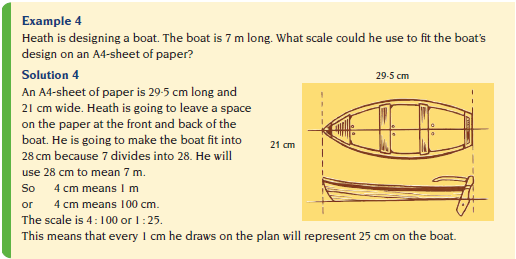 Example 4
Heath is designing a boat. The boat is 7 m long. What scale could he use to fit the boat's
design on an A4-sheet of paper?
Solution 4
An A4-sheet of paper is 29·5 cm long and
21 cm wide. Heath is going to leave a space
on the paper at the front and back of the
boat. He is going to make the boat fit into
28 cm because 7 divides into 28. He will
use 28 cm to mean 7 m.
So 4 cm means 1 m
or 4 cm means 100 cm.
The scale is 4 : 100 or 1 : 25.
This means that every 1 cm he draws on the plan will represent 25 cm on the boat.
29·5 cm
21 cm